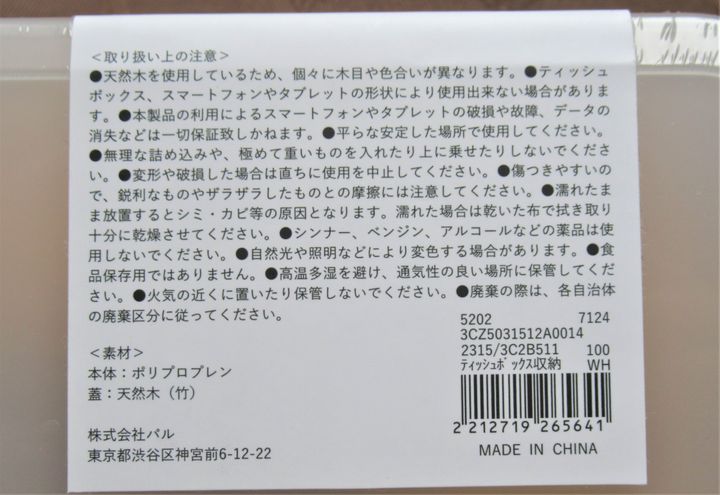 ＜取り扱い上の注意＞
●天然木を使用しているため、個々に木目や色合いが異なります。●ティッシュ
ボックス、スマートフォンやタブレットの形状により使用出来ない場合がありま
す。●本製品の利用によるスマートフォンやタブレットの破損や故障、データの
消失などは一切保証致しかねます。●平らな安定した場所で使用してください。
●無理な詰め込みや、極めて重いものを入れたり上に乗せたりしないでくださ
い。●変形や破損した場合は直ちに使用を中止してください。●傷つきやすいの
で、鋭利なものやザラザラしたものとの摩擦には注意してください。●濡れたま
ま放置するとシミ・カビ等の原因となります。濡れた場合は乾いた布で拭き取り
十分に乾燥させてください。●シンナー、ベンジン、アルコールなどの薬品は使
用しないでください。●自然光や照明などにより変色する場合があります。●食
品保存用ではありません。●高温多湿を避け、通気性の良い場所に保管してくだ
さい。●火気の近くに置いたり保管しないでください。●廃棄の際は、各自治体
の廃棄区分に従ってください。
＜素材＞
本体：ポリプロプレン
蓋：天然木（竹）
株式会社パル
東京都渋谷区神宮前6-12-22
5202 7124
3CZ5031512A0014
2315/3C2B511 100
ﾃｨｯｼｭﾎﾞｯｸｽ収納 WH
2 212719 265641
MADE IN CHINA